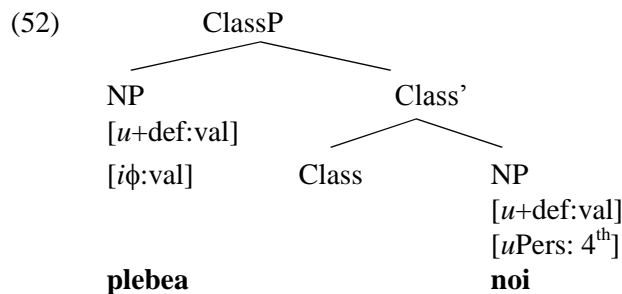 (52) ClassP
NP Class’
[u+def:val]
[iϕ:val] Class NP
[u+def:val]
[uPers: 4th]
plebea noi